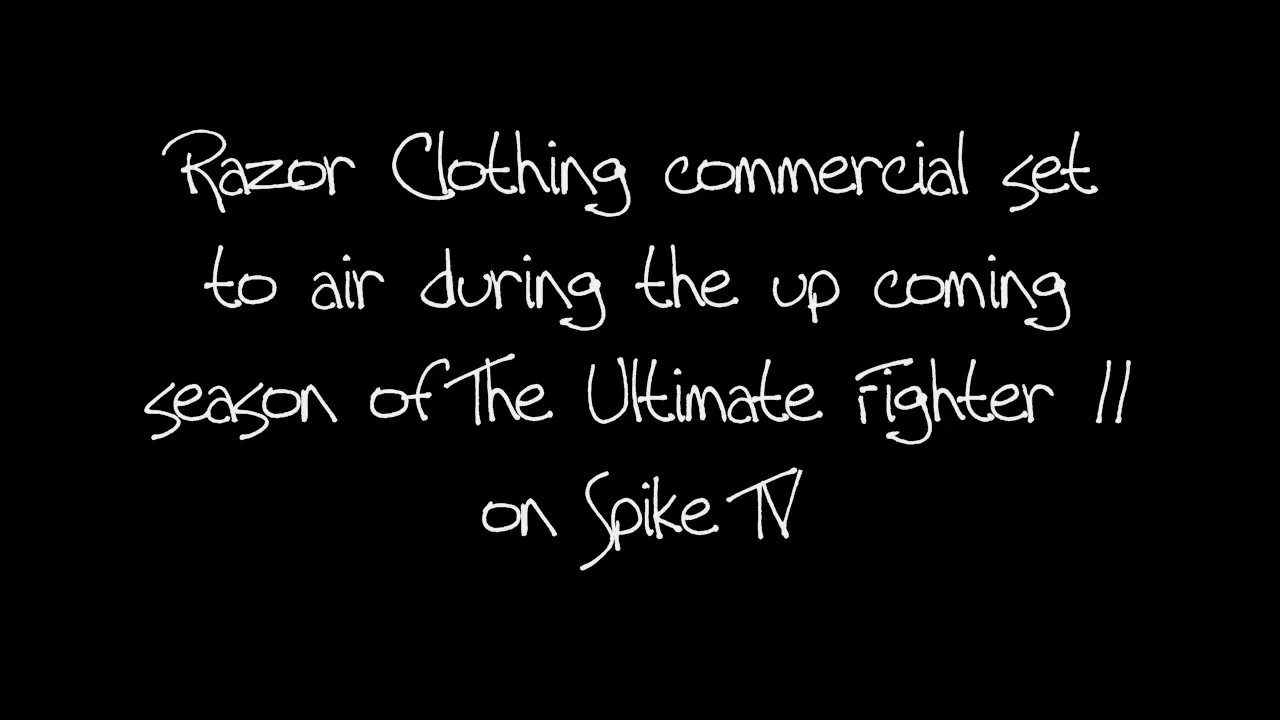 Razor Clothing commercial set
to air during the up coming
season of The Ultimate Fighter 11
on Spike TV